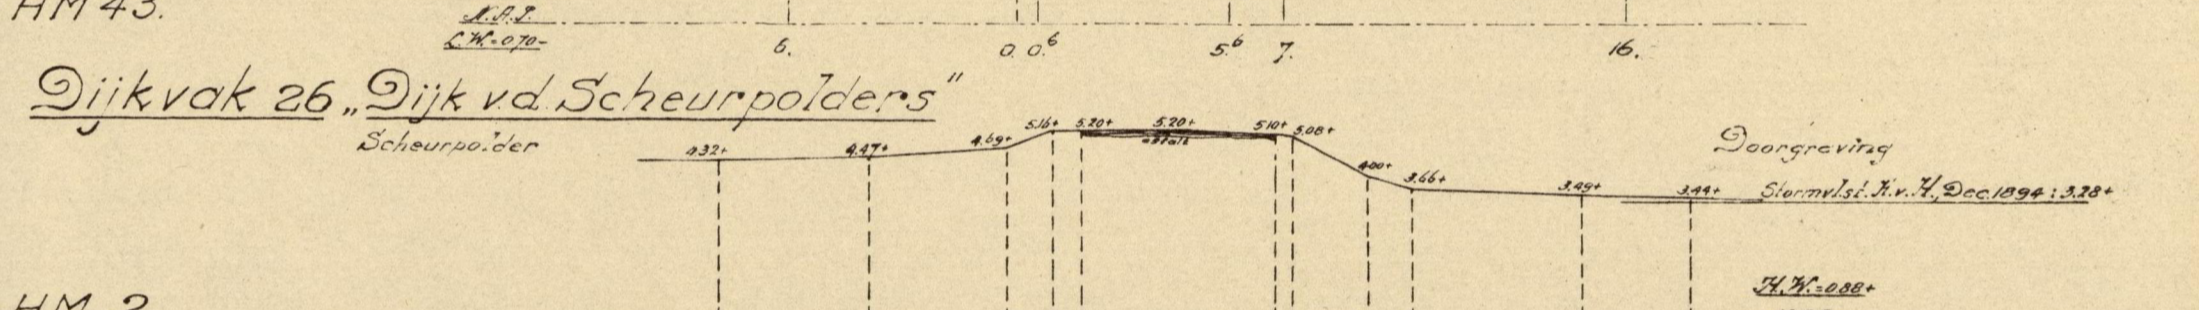 HM 43.
N.A.P.
L.W.=0.70-
6. 0. 0.6 5.6 7. 16.
Dijkvak 26 „Dijk v.d. Scheurpolders"
Scheurpolder
4.32+ 4.47+ 4.69+ 5.16+ 5.20+ 5.20+ 5.10+ 5.08+ 4.00+ 3.66+ 3.49+ 3.44+
asfalt
Doorgraving
Stormvlst. H.v.H., Dec. 1894 : 3.28+
H.W.=0.88+
HM 2